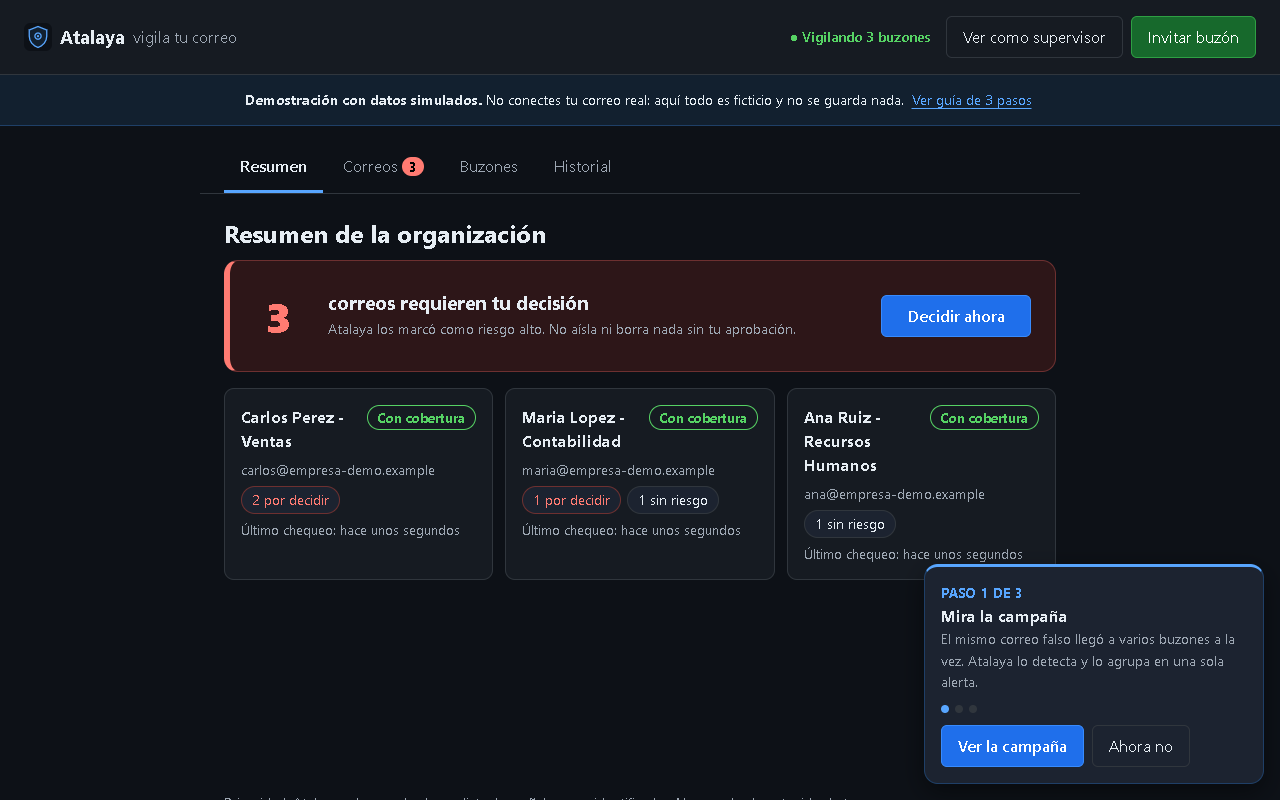 Atalaya vigila tu correo
● Vigilando 3 buzones
Ver como supervisor
Invitar buzón
Demostración con datos simulados. No conectes tu correo real: aquí todo es ficticio y no se guarda nada. Ver guía de 3 pasos
Resumen
Correos 3
Buzones
Historial
Resumen de la organización
3
correos requieren tu decisión
Atalaya los marcó como riesgo alto. No aísla ni borra nada sin tu aprobación.
Decidir ahora
Carlos Perez -
Ventas
Con cobertura
carlos@empresa-demo.example
2 por decidir
Último chequeo: hace unos segundos
Maria Lopez -
Contabilidad
Con cobertura
maria@empresa-demo.example
1 por decidir
1 sin riesgo
Último chequeo: hace unos segundos
Ana Ruiz -
Recursos
Humanos
Con cobertura
ana@empresa-demo.example
1 sin riesgo
Último chequeo: hace unos segundos
PASO 1 DE 3
Mira la campaña
El mismo correo falso llegó a varios buzones a la
vez. Atalaya lo detecta y lo agrupa en una sola
alerta.
Ver la campaña
Ahora no